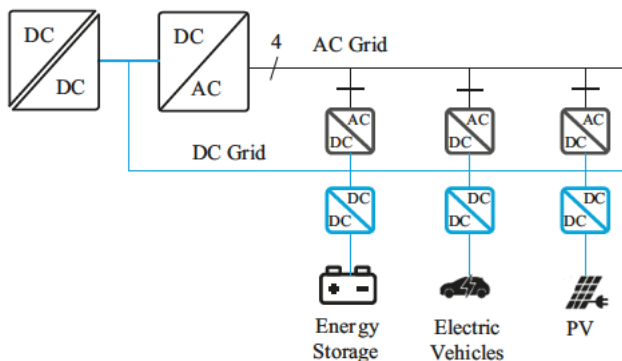 DC
DC
DC
AC
4
AC Grid
AC
DC
AC
DC
AC
DC
DC Grid
DC
DC
DC
DC
DC
DC
Energy
Storage
Electric
Vehicles
PV